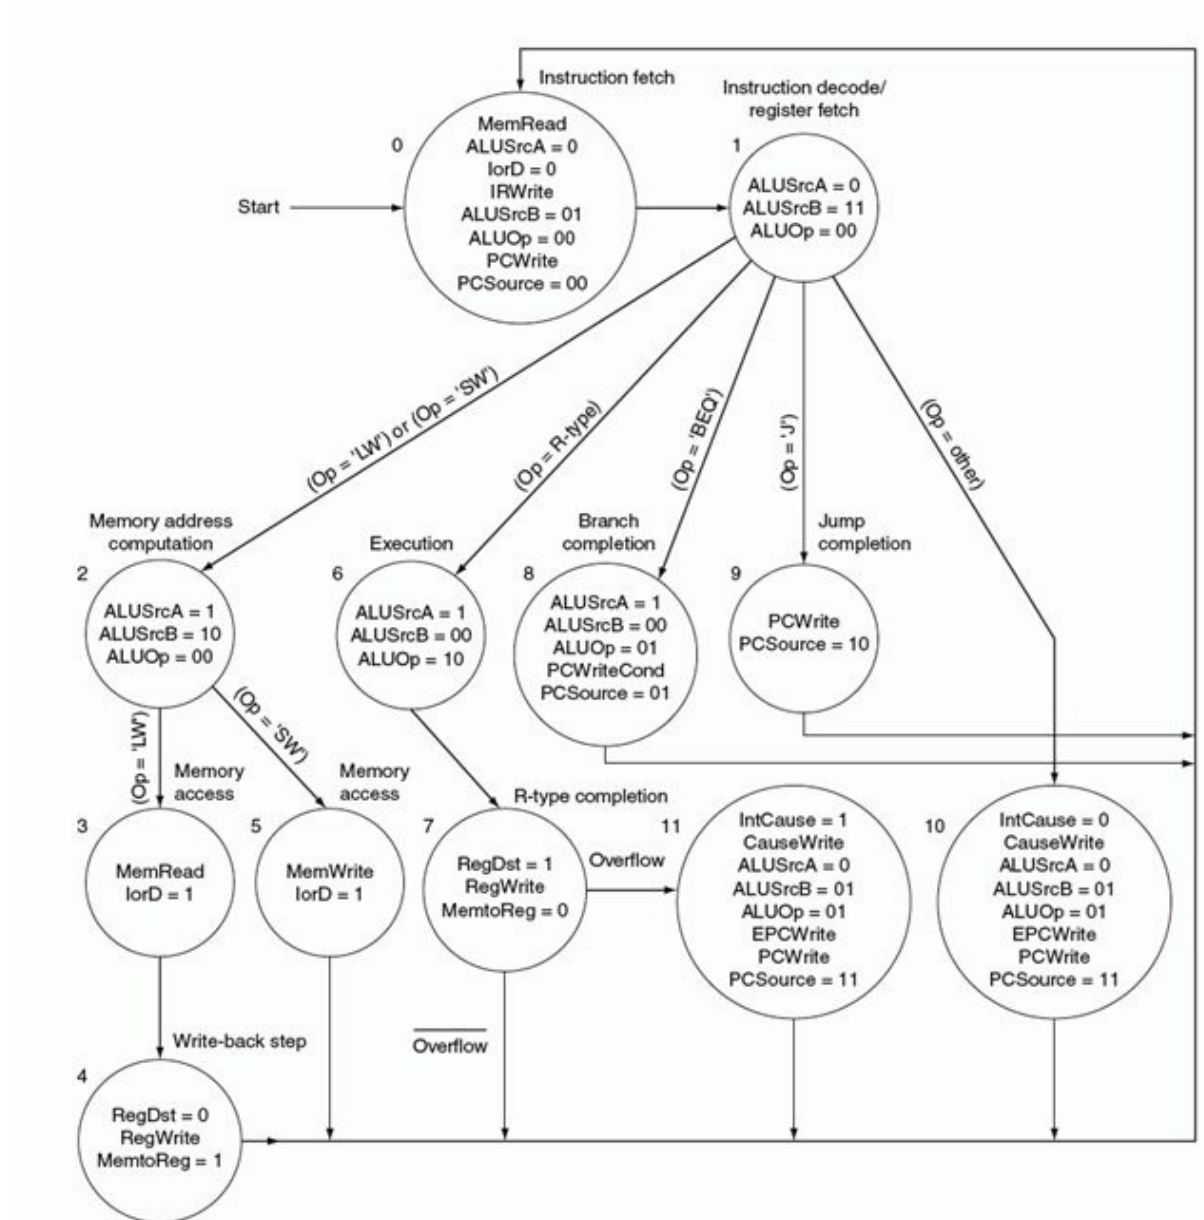 Instruction fetch
Instruction decode/
register fetch
0
MemRead
ALUSrcA = 0
IorD = 0
IRWrite
ALUSrcB = 01
ALUOp = 00
PCWrite
PCSource = 00
Start
1
ALUSrcA = 0
ALUSrcB = 11
ALUOp = 00
(Op = 'LW') or (Op = 'SW')
(Op = R-type)
(Op = 'BEQ')
(Op = 'J')
(Op = other)
Memory address
computation
2
ALUSrcA = 1
ALUSrcB = 10
ALUOp = 00
Execution
6
ALUSrcA = 1
ALUSrcB = 00
ALUOp = 10
Branch
completion
8
ALUSrcA = 1
ALUSrcB = 00
ALUOp = 01
PCWriteCond
PCSource = 01
Jump
completion
9
PCWrite
PCSource = 10
(Op = 'LW')
(Op = 'SW')
Memory
access
3
MemRead
IorD = 1
Memory
access
5
MemWrite
IorD = 1
R-type completion
7
RegDst = 1
RegWrite
MemtoReg = 0
Overflow
11
IntCause = 1
CauseWrite
ALUSrcA = 0
ALUSrcB = 01
ALUOp = 01
EPCWrite
PCWrite
PCSource = 11
10
IntCause = 0
CauseWrite
ALUSrcA = 0
ALUSrcB = 01
ALUOp = 01
EPCWrite
PCWrite
PCSource = 11
Overflow
Write-back step
4
RegDst = 0
RegWrite
MemtoReg = 1